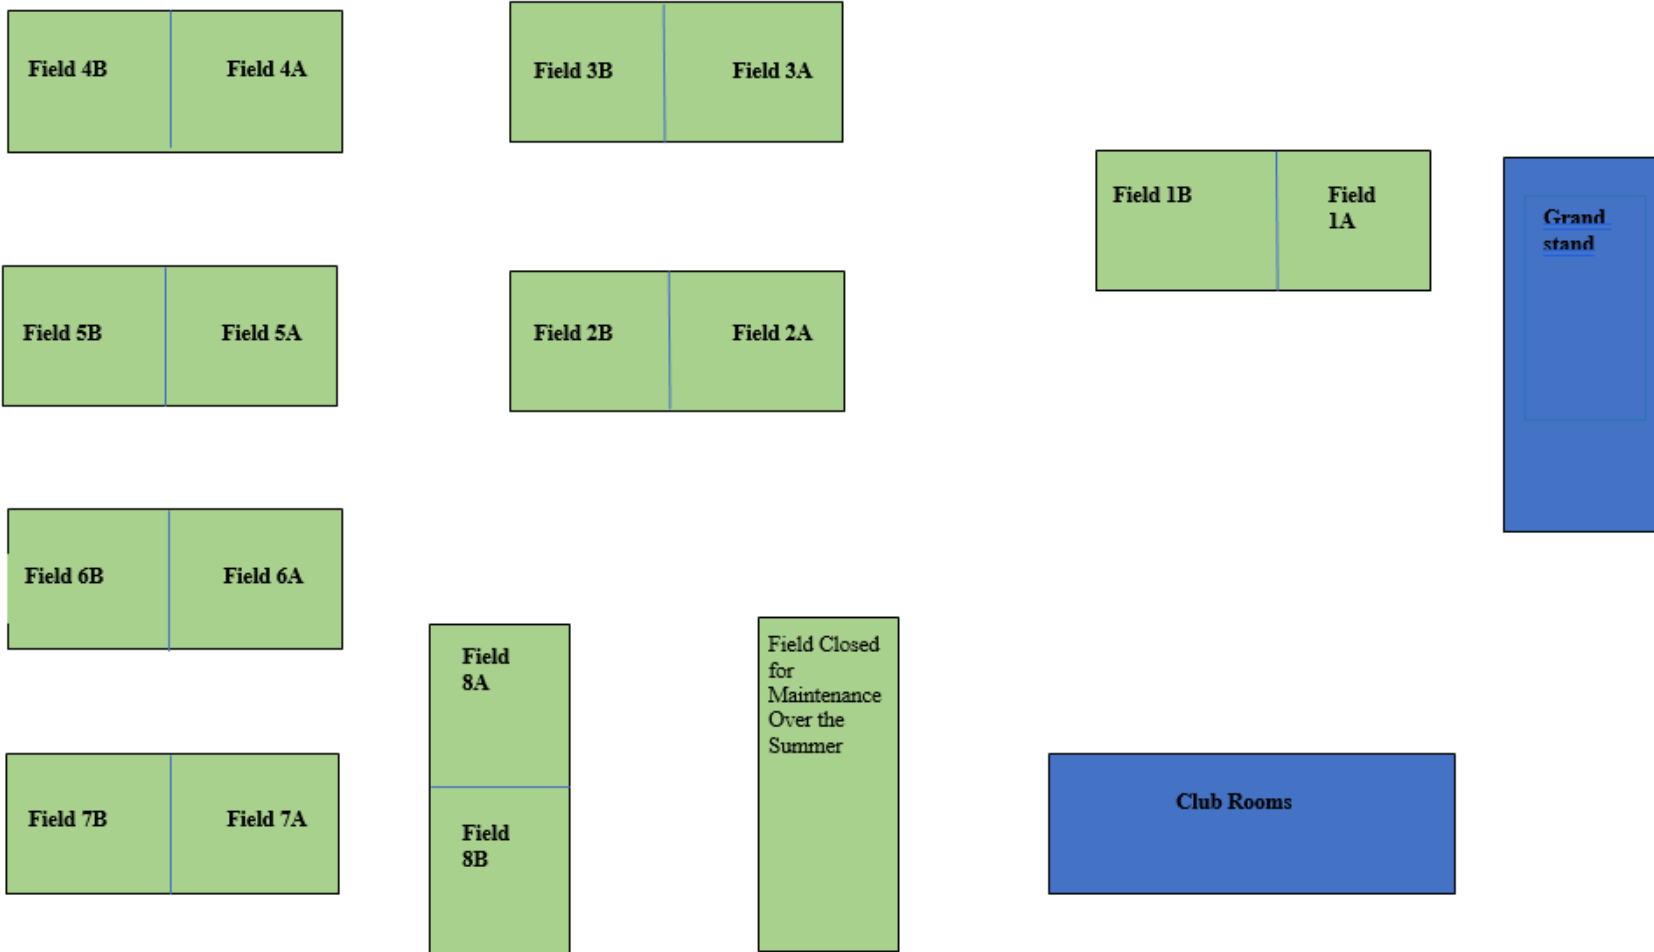 Field 4B
Field 4A
Field 3B
Field 3A
Field 1B
Field
1A
Grand
stand
Field 5B
Field 5A
Field 2B
Field 2A
Field 6B
Field 6A
Field
8A
Field Closed
for
Maintenance
Over the
Summer
Field 7B
Field 7A
Field
8B
Club Rooms